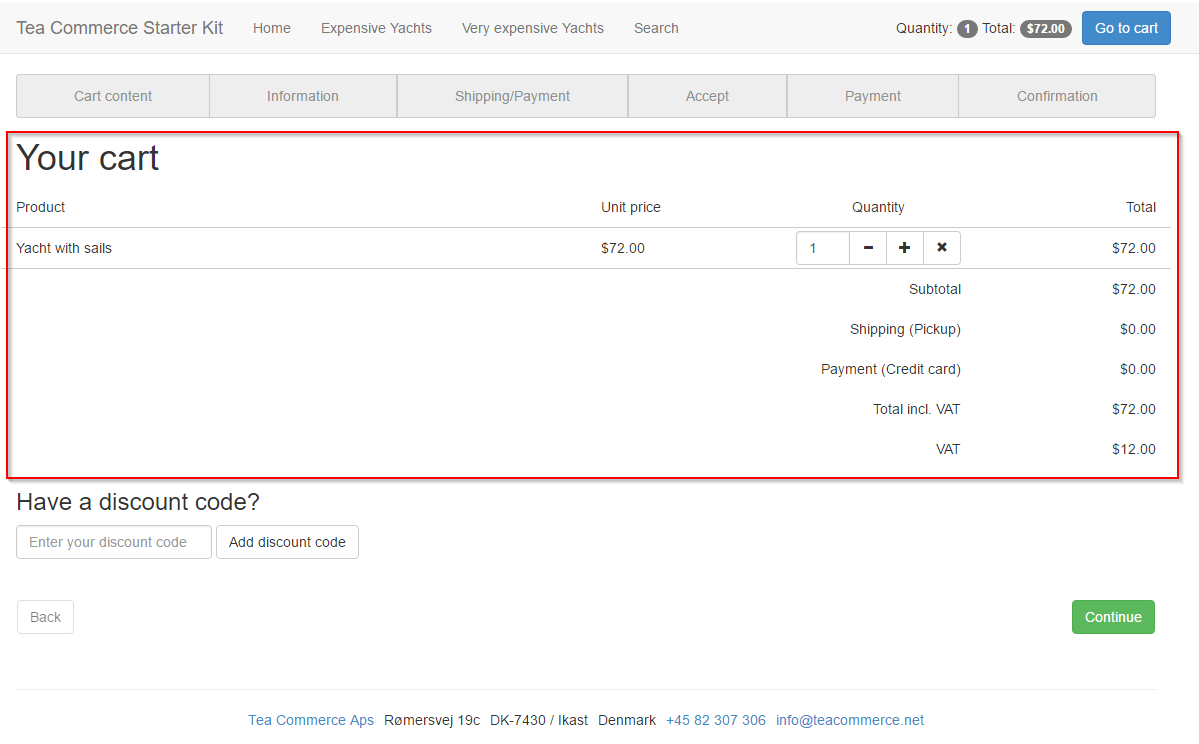 Tea Commerce Starter Kit Home Expensive Yachts Very expensive Yachts Search Quantity: 1 Total: $72.00 Go to cart
Cart content Information Shipping/Payment Accept Payment Confirmation
Your cart
Product Unit price Quantity Total
Yacht with sails $72.00 1 $72.00
Subtotal $72.00
Shipping (Pickup) $0.00
Payment (Credit card) $0.00
Total incl. VAT $72.00
VAT $12.00
Have a discount code?
Enter your discount code Add discount code
Back Continue
Tea Commerce Aps Rømersvej 19c DK-7430 / Ikast Denmark +45 82 307 306 info@teacommerce.net